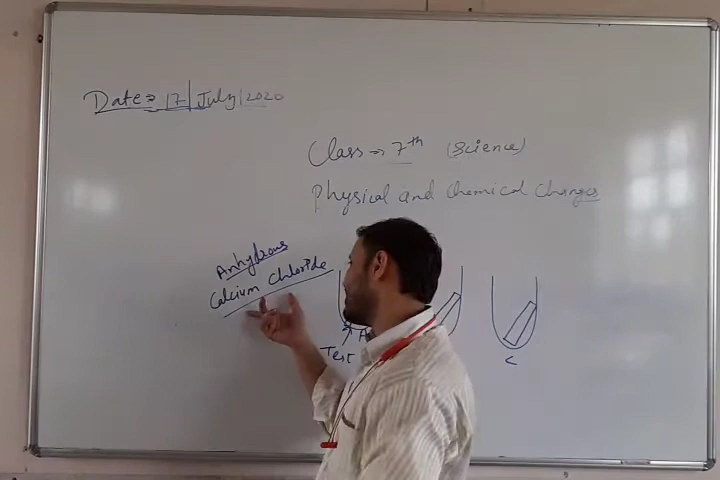 Date⇒ 17/July/2020
Class ⇒ 7th (Science)
Physical and Chemical Changes
Anhydrous
Calcium Chloride
A
Test
C